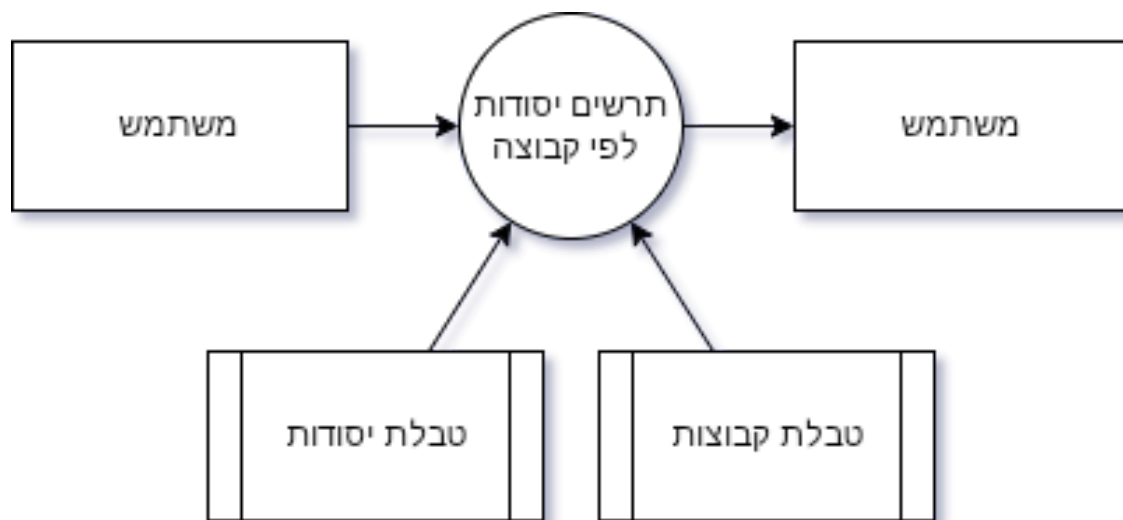 משתמש
תרשים יסודות
לפי קבוצה
משתמש
טבלת קבוצות
טבלת יסודות